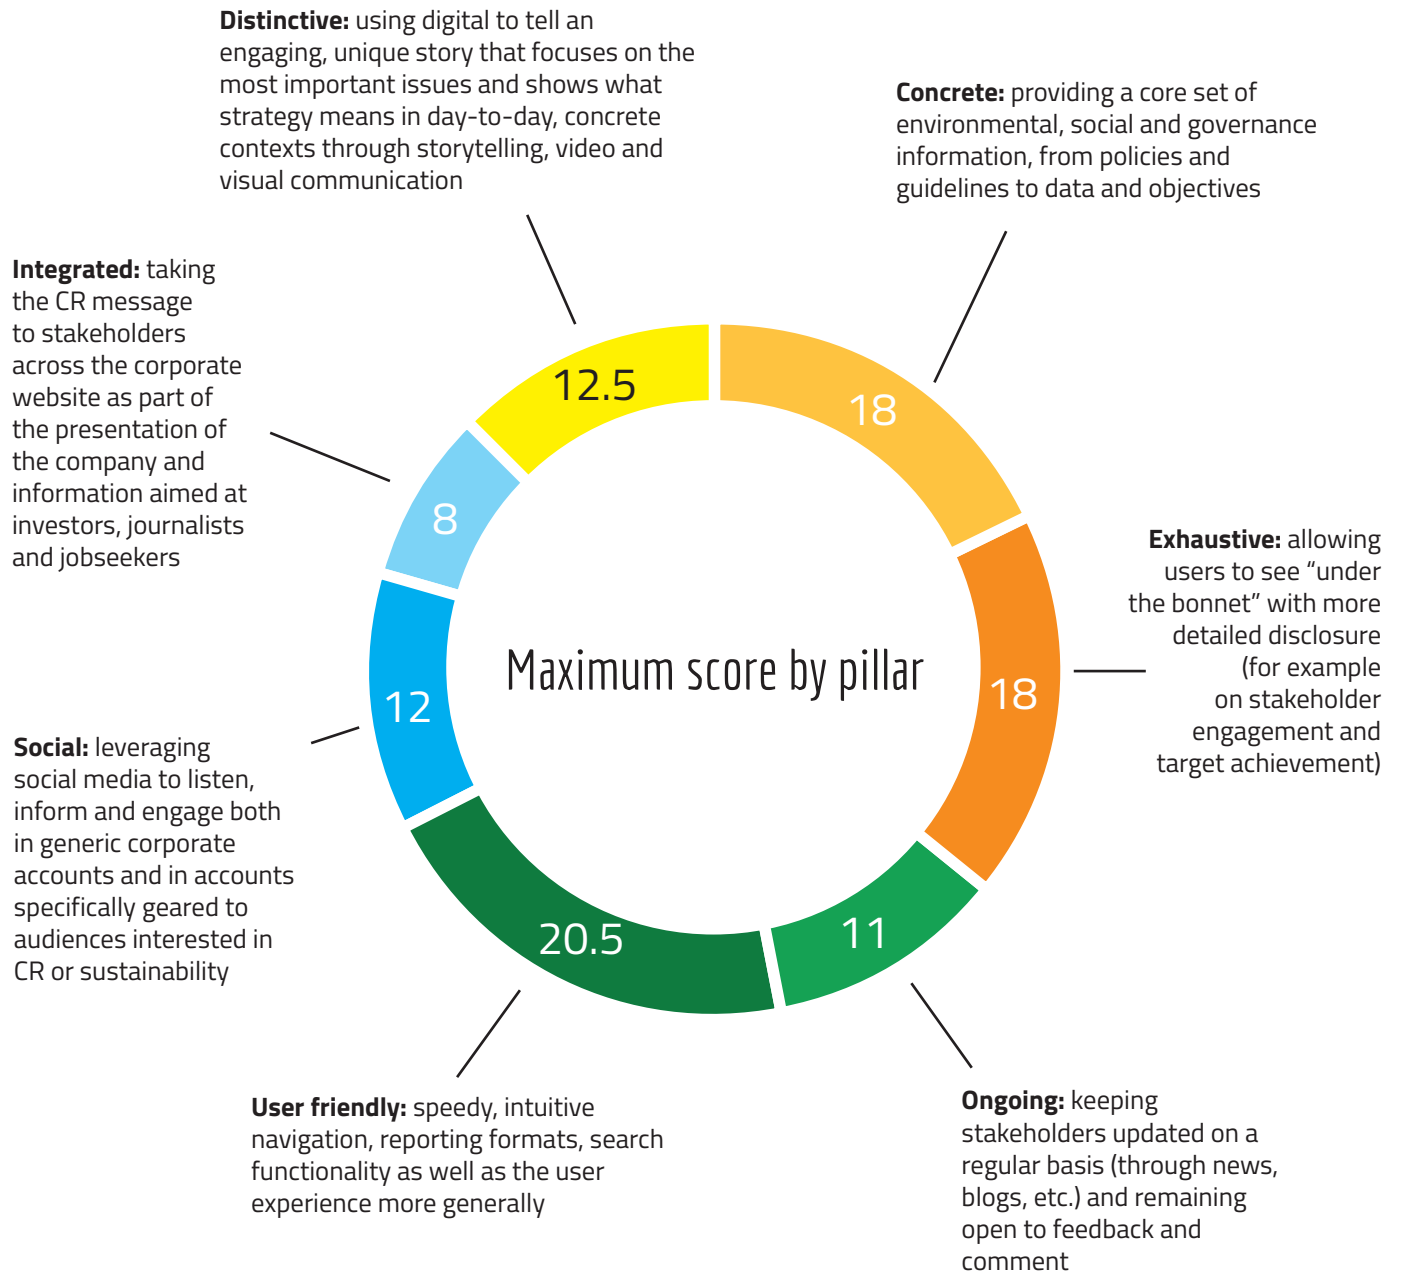 Distinctive: using digital to tell an
engaging, unique story that focuses on the
most important issues and shows what
strategy means in day-to-day, concrete
contexts through storytelling, video and
visual communication
Concrete: providing a core set of
environmental, social and governance
information, from policies and
guidelines to data and objectives
Integrated: taking
the CR message
to stakeholders
across the corporate
website as part of
the presentation of
the company and
information aimed at
investors, journalists
and jobseekers
12.5
18
8
Exhaustive: allowing
users to see “under
the bonnet” with more
detailed disclosure
(for example
on stakeholder
engagement and
target achievement)
Maximum score by pillar
18
12
Social: leveraging
social media to listen,
inform and engage both
in generic corporate
accounts and in accounts
specifically geared to
audiences interested in
CR or sustainability
20.5
11
User friendly: speedy, intuitive
navigation, reporting formats, search
functionality as well as the user
experience more generally
Ongoing: keeping
stakeholders updated on a
regular basis (through news,
blogs, etc.) and remaining
open to feedback and
comment